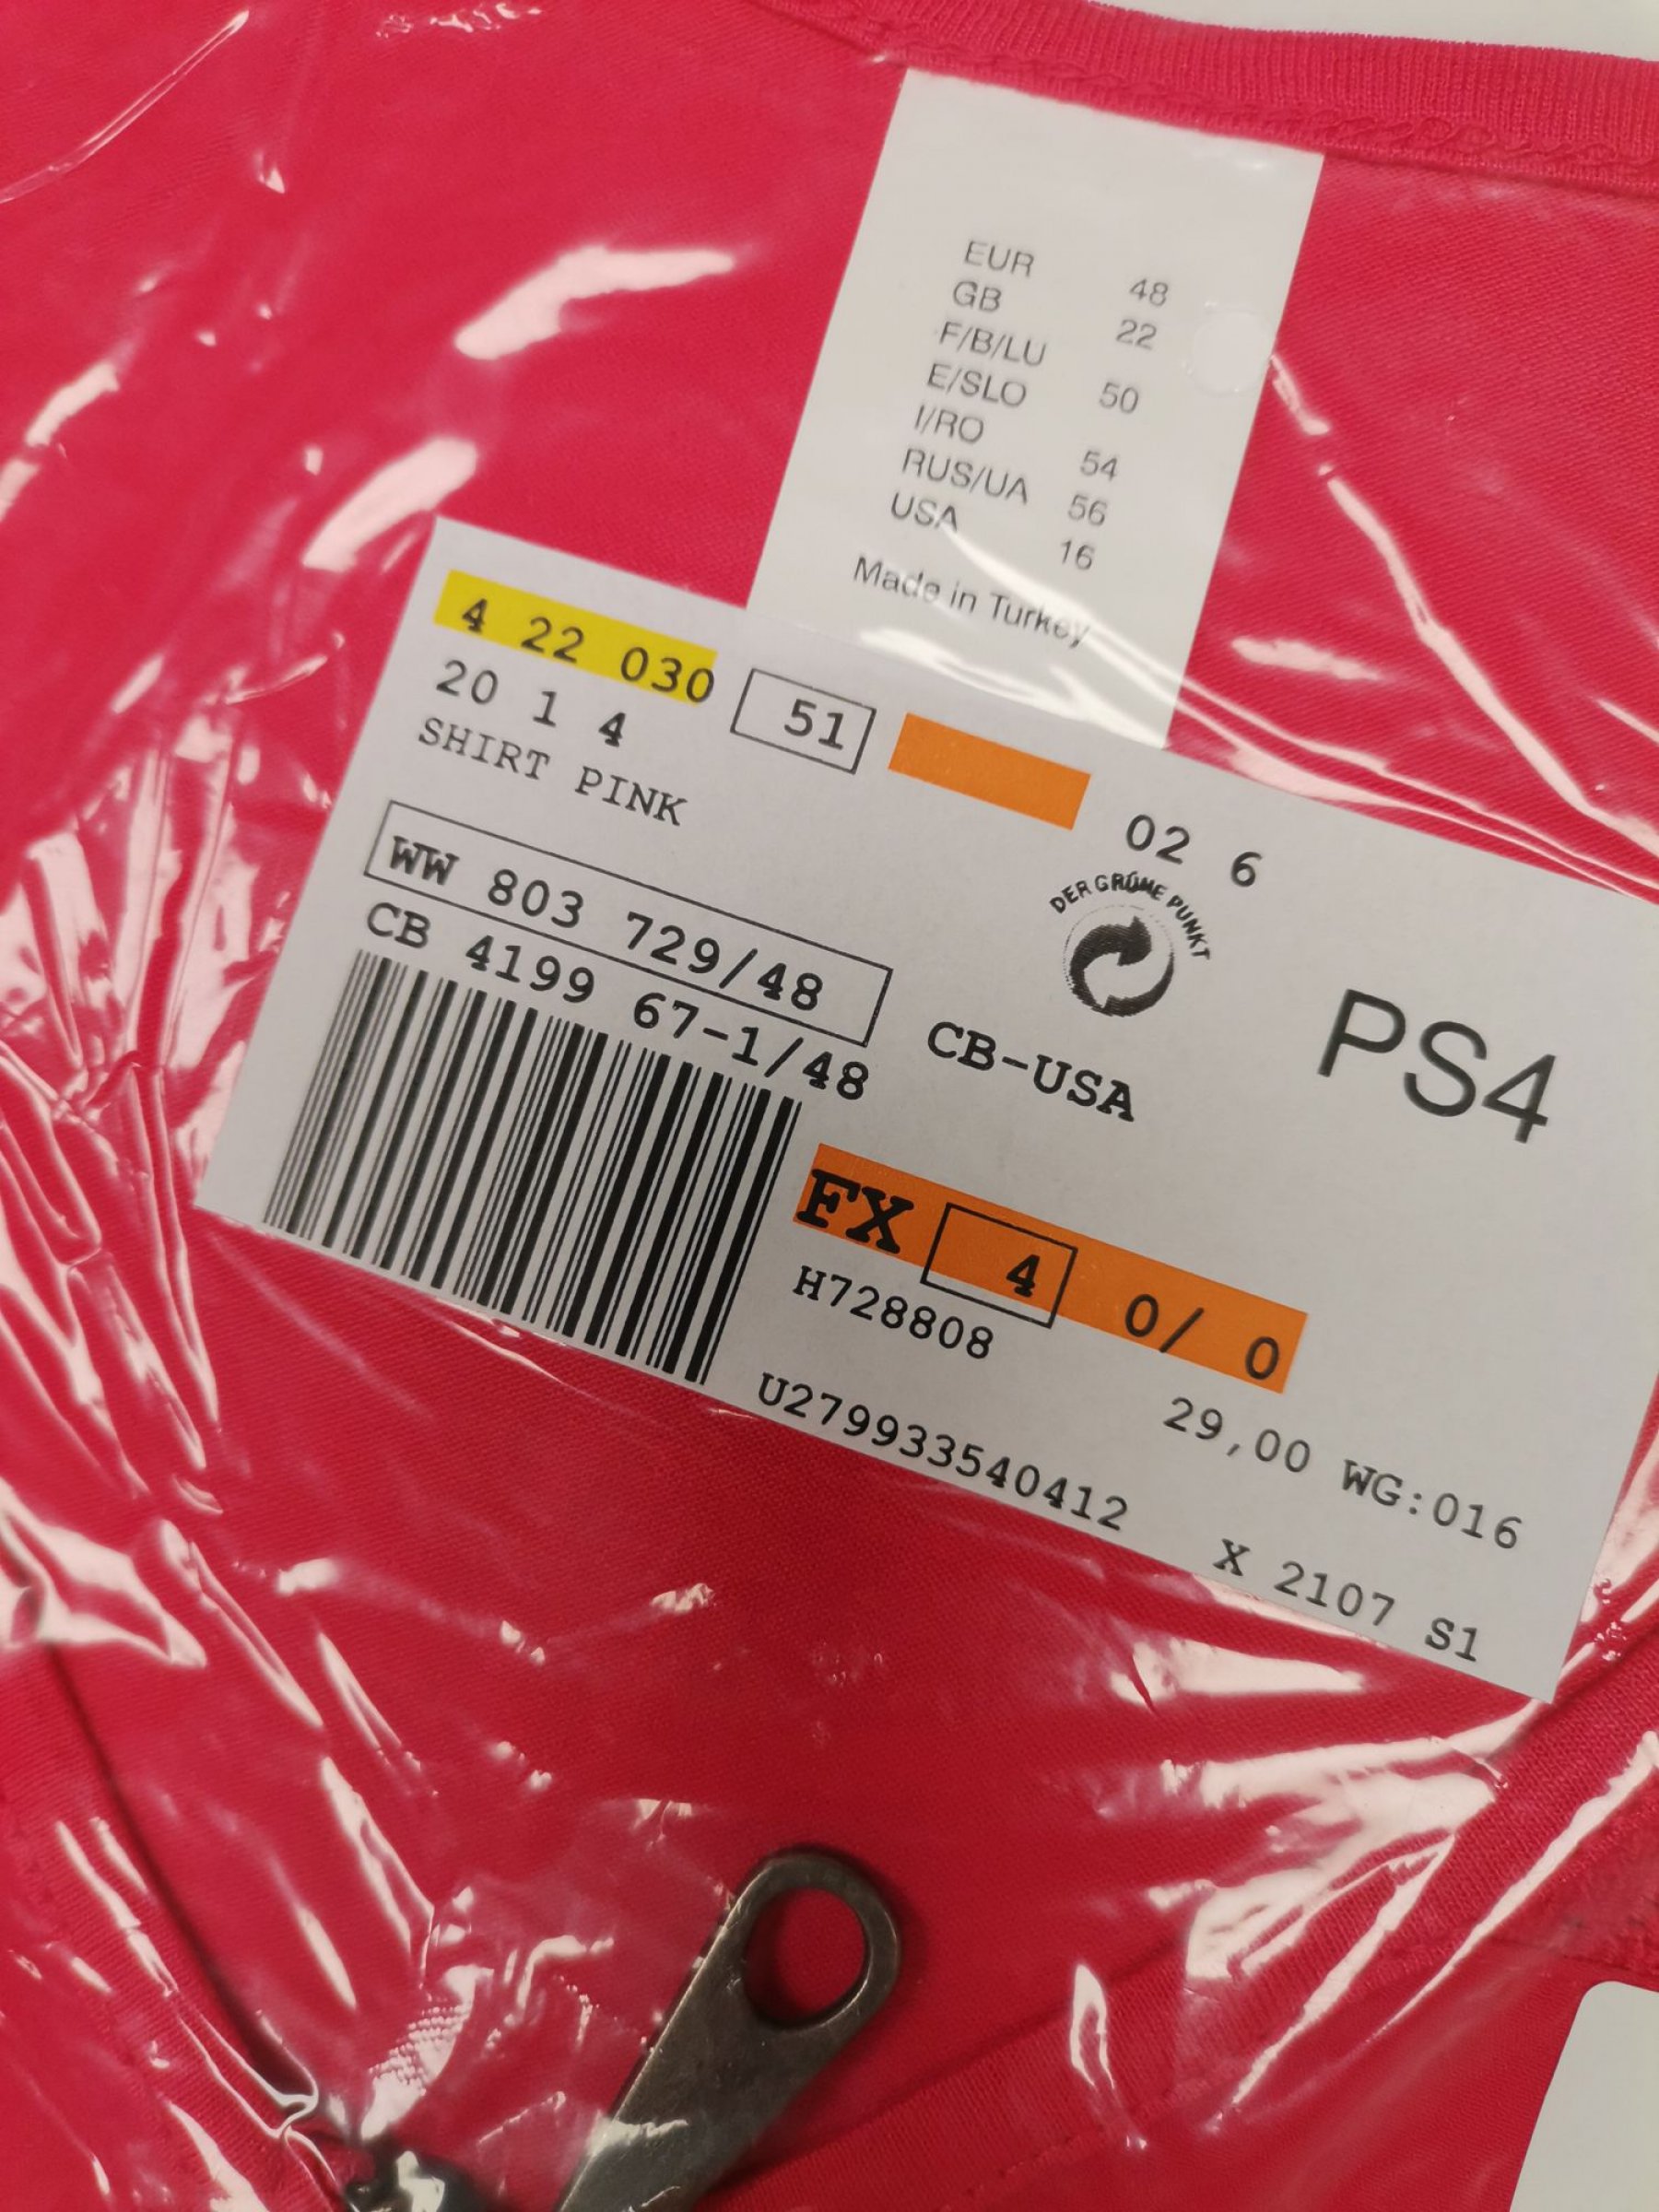 EUR 48
GB 22
F/B/LU
E/SLO 50
I/RO 54
RUS/UA 56
USA 16
Made in Turkey
4 22 030 51
20 1 4 02 6
SHIRT PINK
DER GRÜNE PUNKT
WW 803 729/48
CB 4199 67-1/48 CB-USA PS4
FX 4 0/ 0
H728808 29,00 WG:016
U279933540412 X 2107 S1